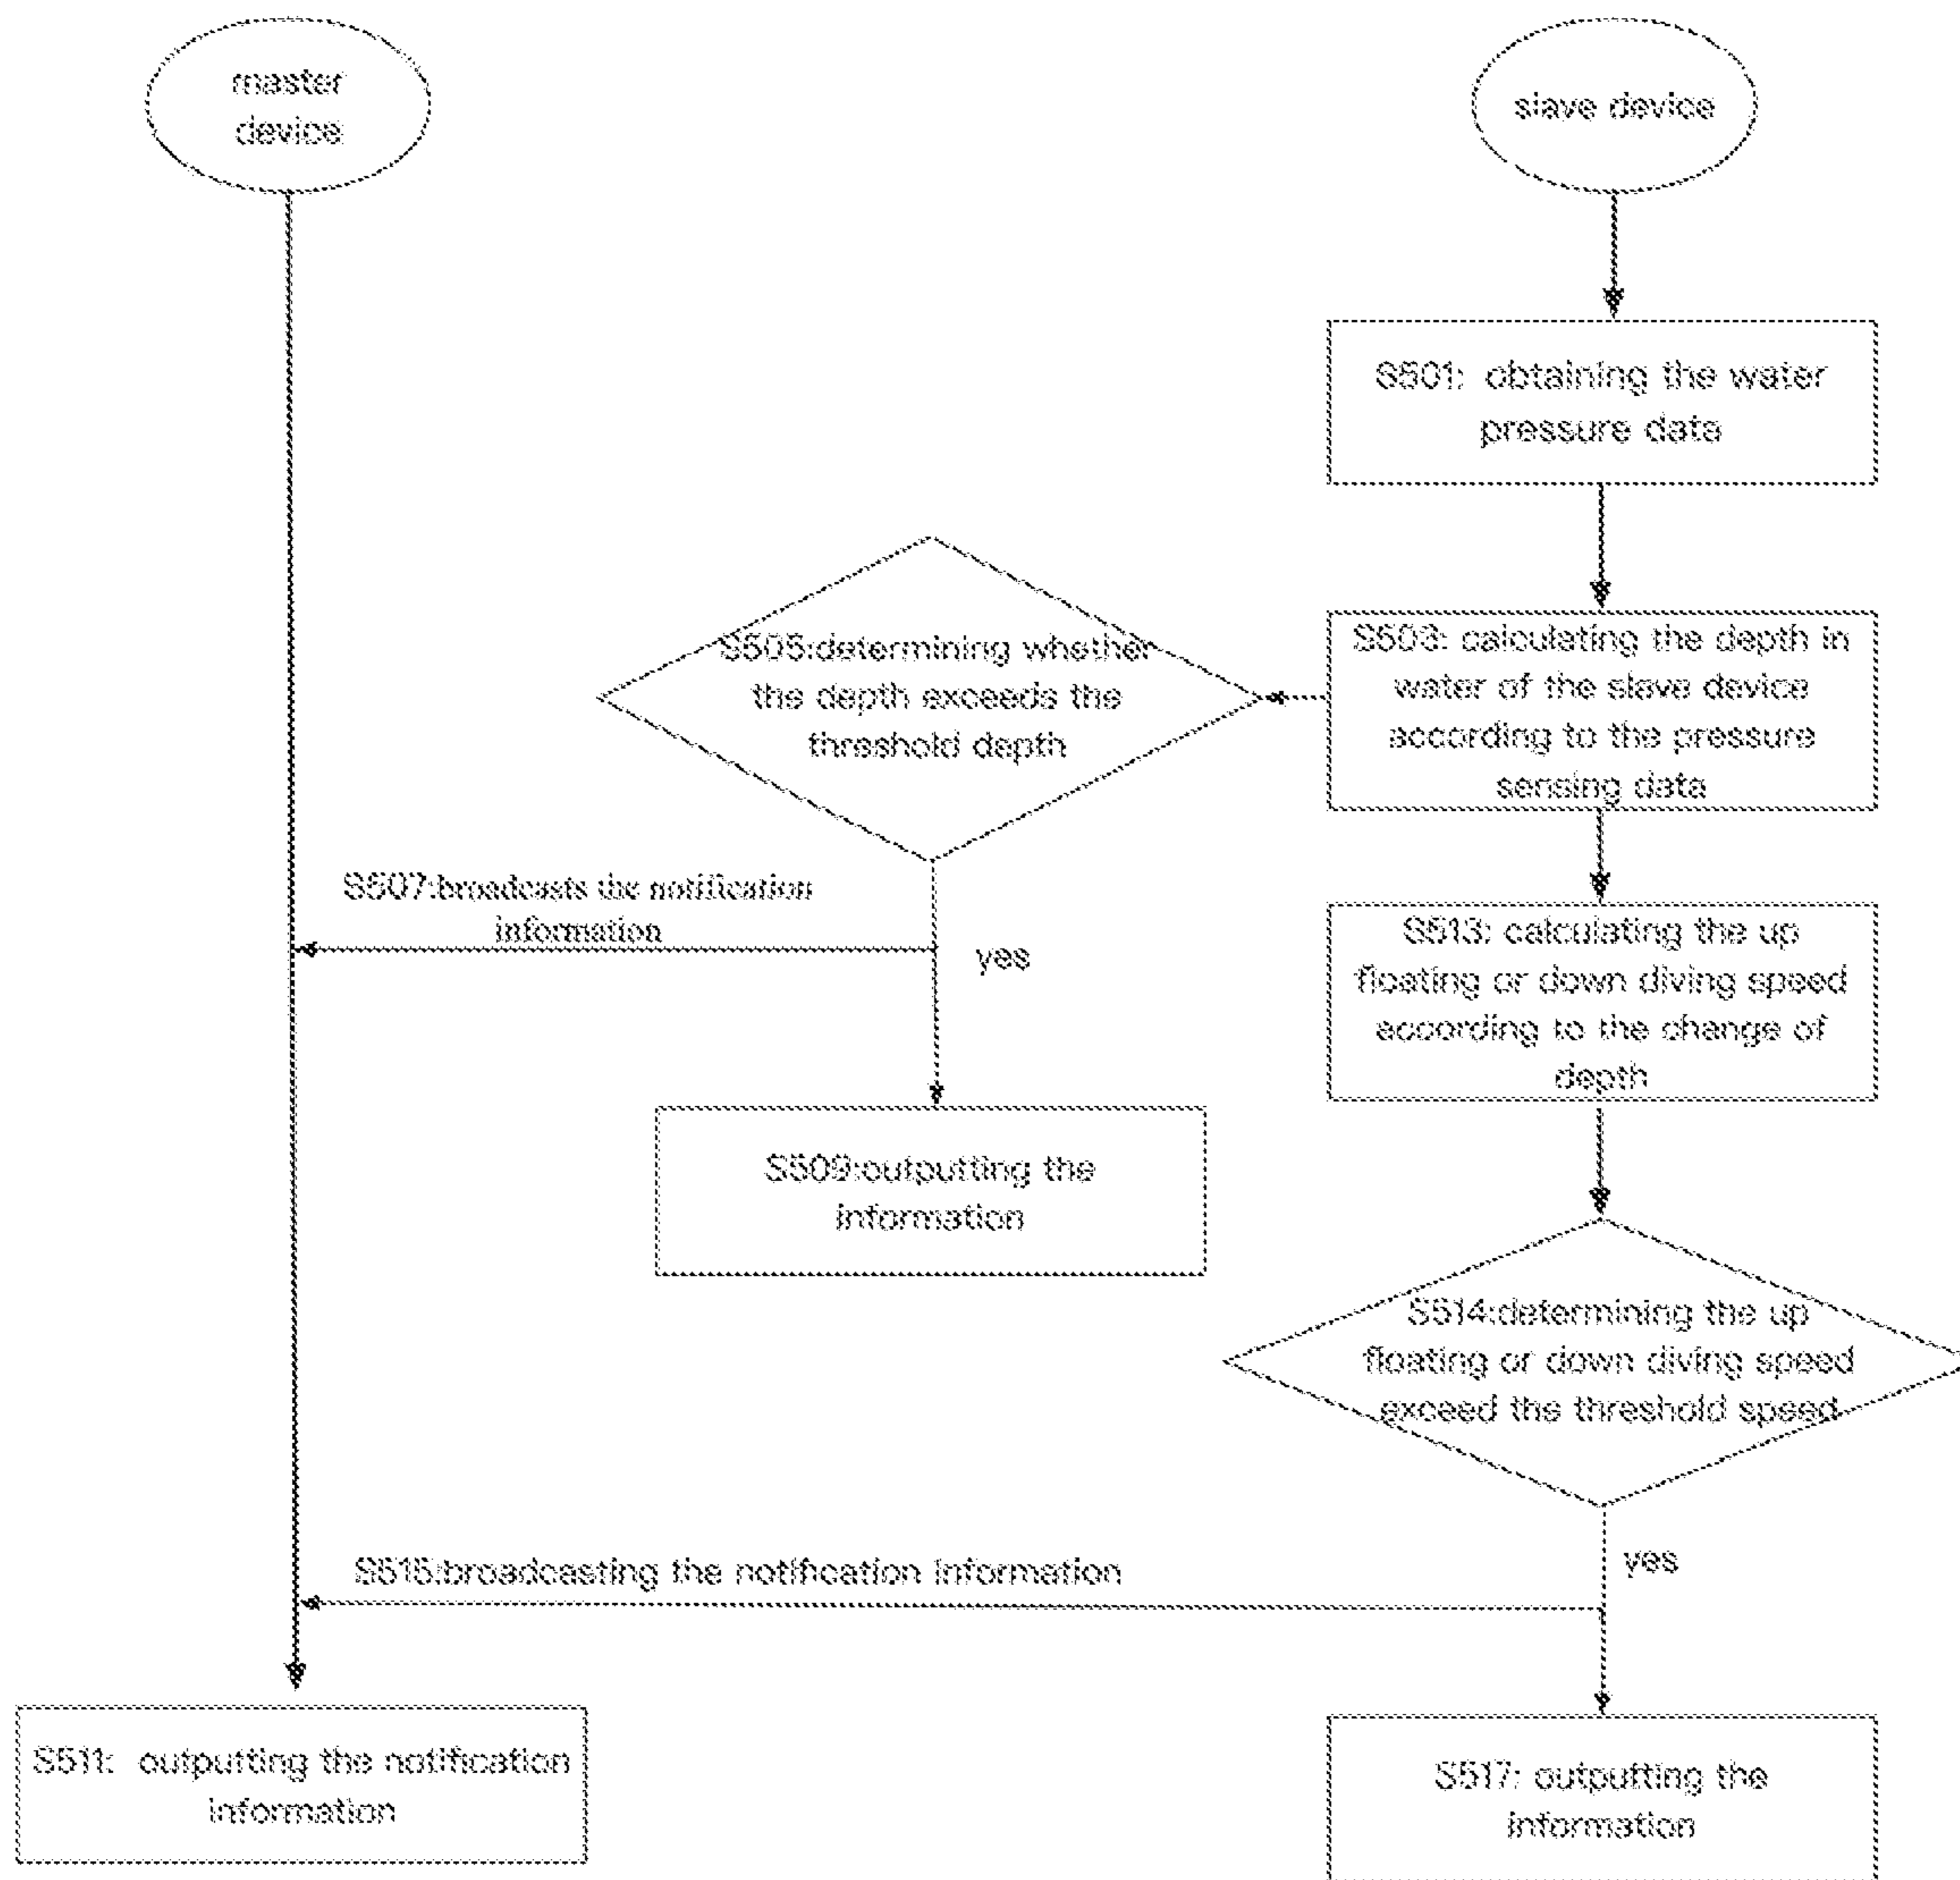 master
device
slave device
S501: obtaining the water
pressure data
S505:determining whether
the depth exceeds the
threshold depth
S503: calculating the depth in
water of the slave device
according to the pressure
sensing data
S507:broadcasts the notification
information
yes
S513: calculating the up
floating or down diving speed
according to the change of
depth
S509:outputting the
information
S514:determining the up
floating or down diving speed
exceed the threshold speed
S515:broadcasting the notification information
yes
S511: outputting the notification
information
S517: outputting the
information